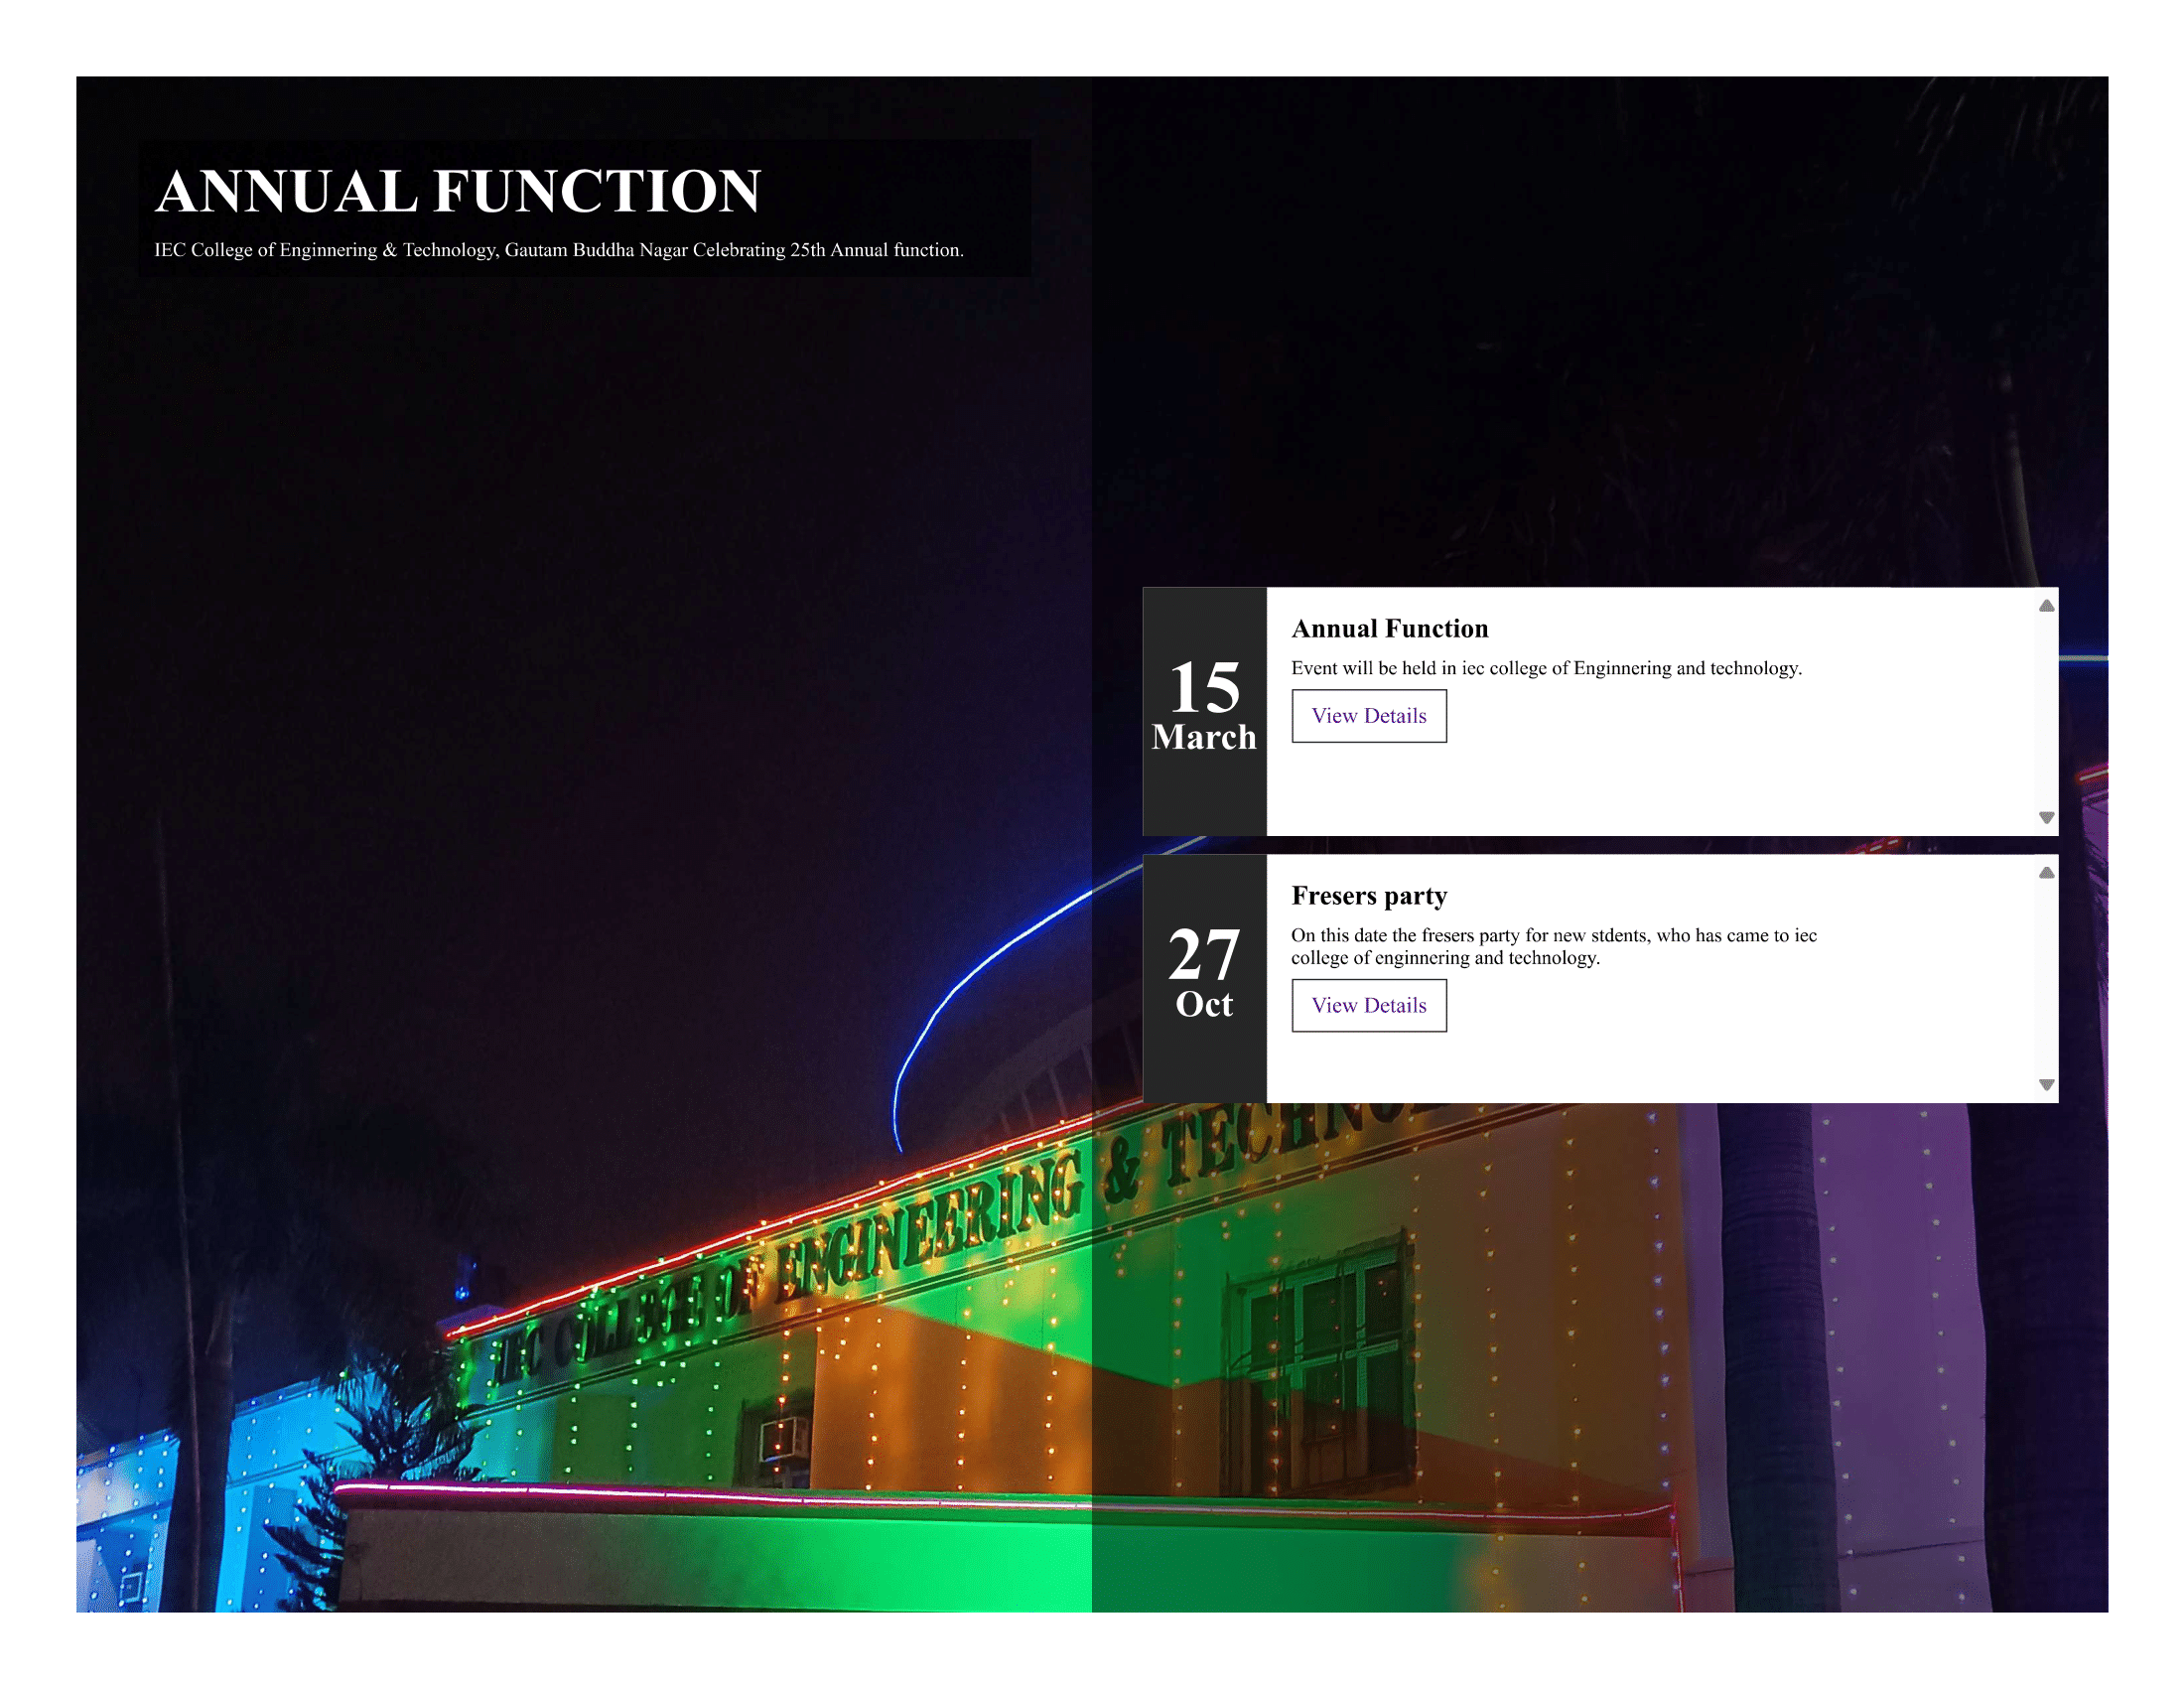 ANNUAL FUNCTION
IEC College of Enginnering & Technology, Gautam Buddha Nagar Celebrating 25th Annual function.
15
March
Annual Function
Event will be held in iec college of Enginnering and technology.
View Details
27
Oct
Fresers party
On this date the fresers party for new stdents, who has came to iec
college of enginnering and technology.
View Details
IEC COLLEGE OF ENGINEERING & TECHNO